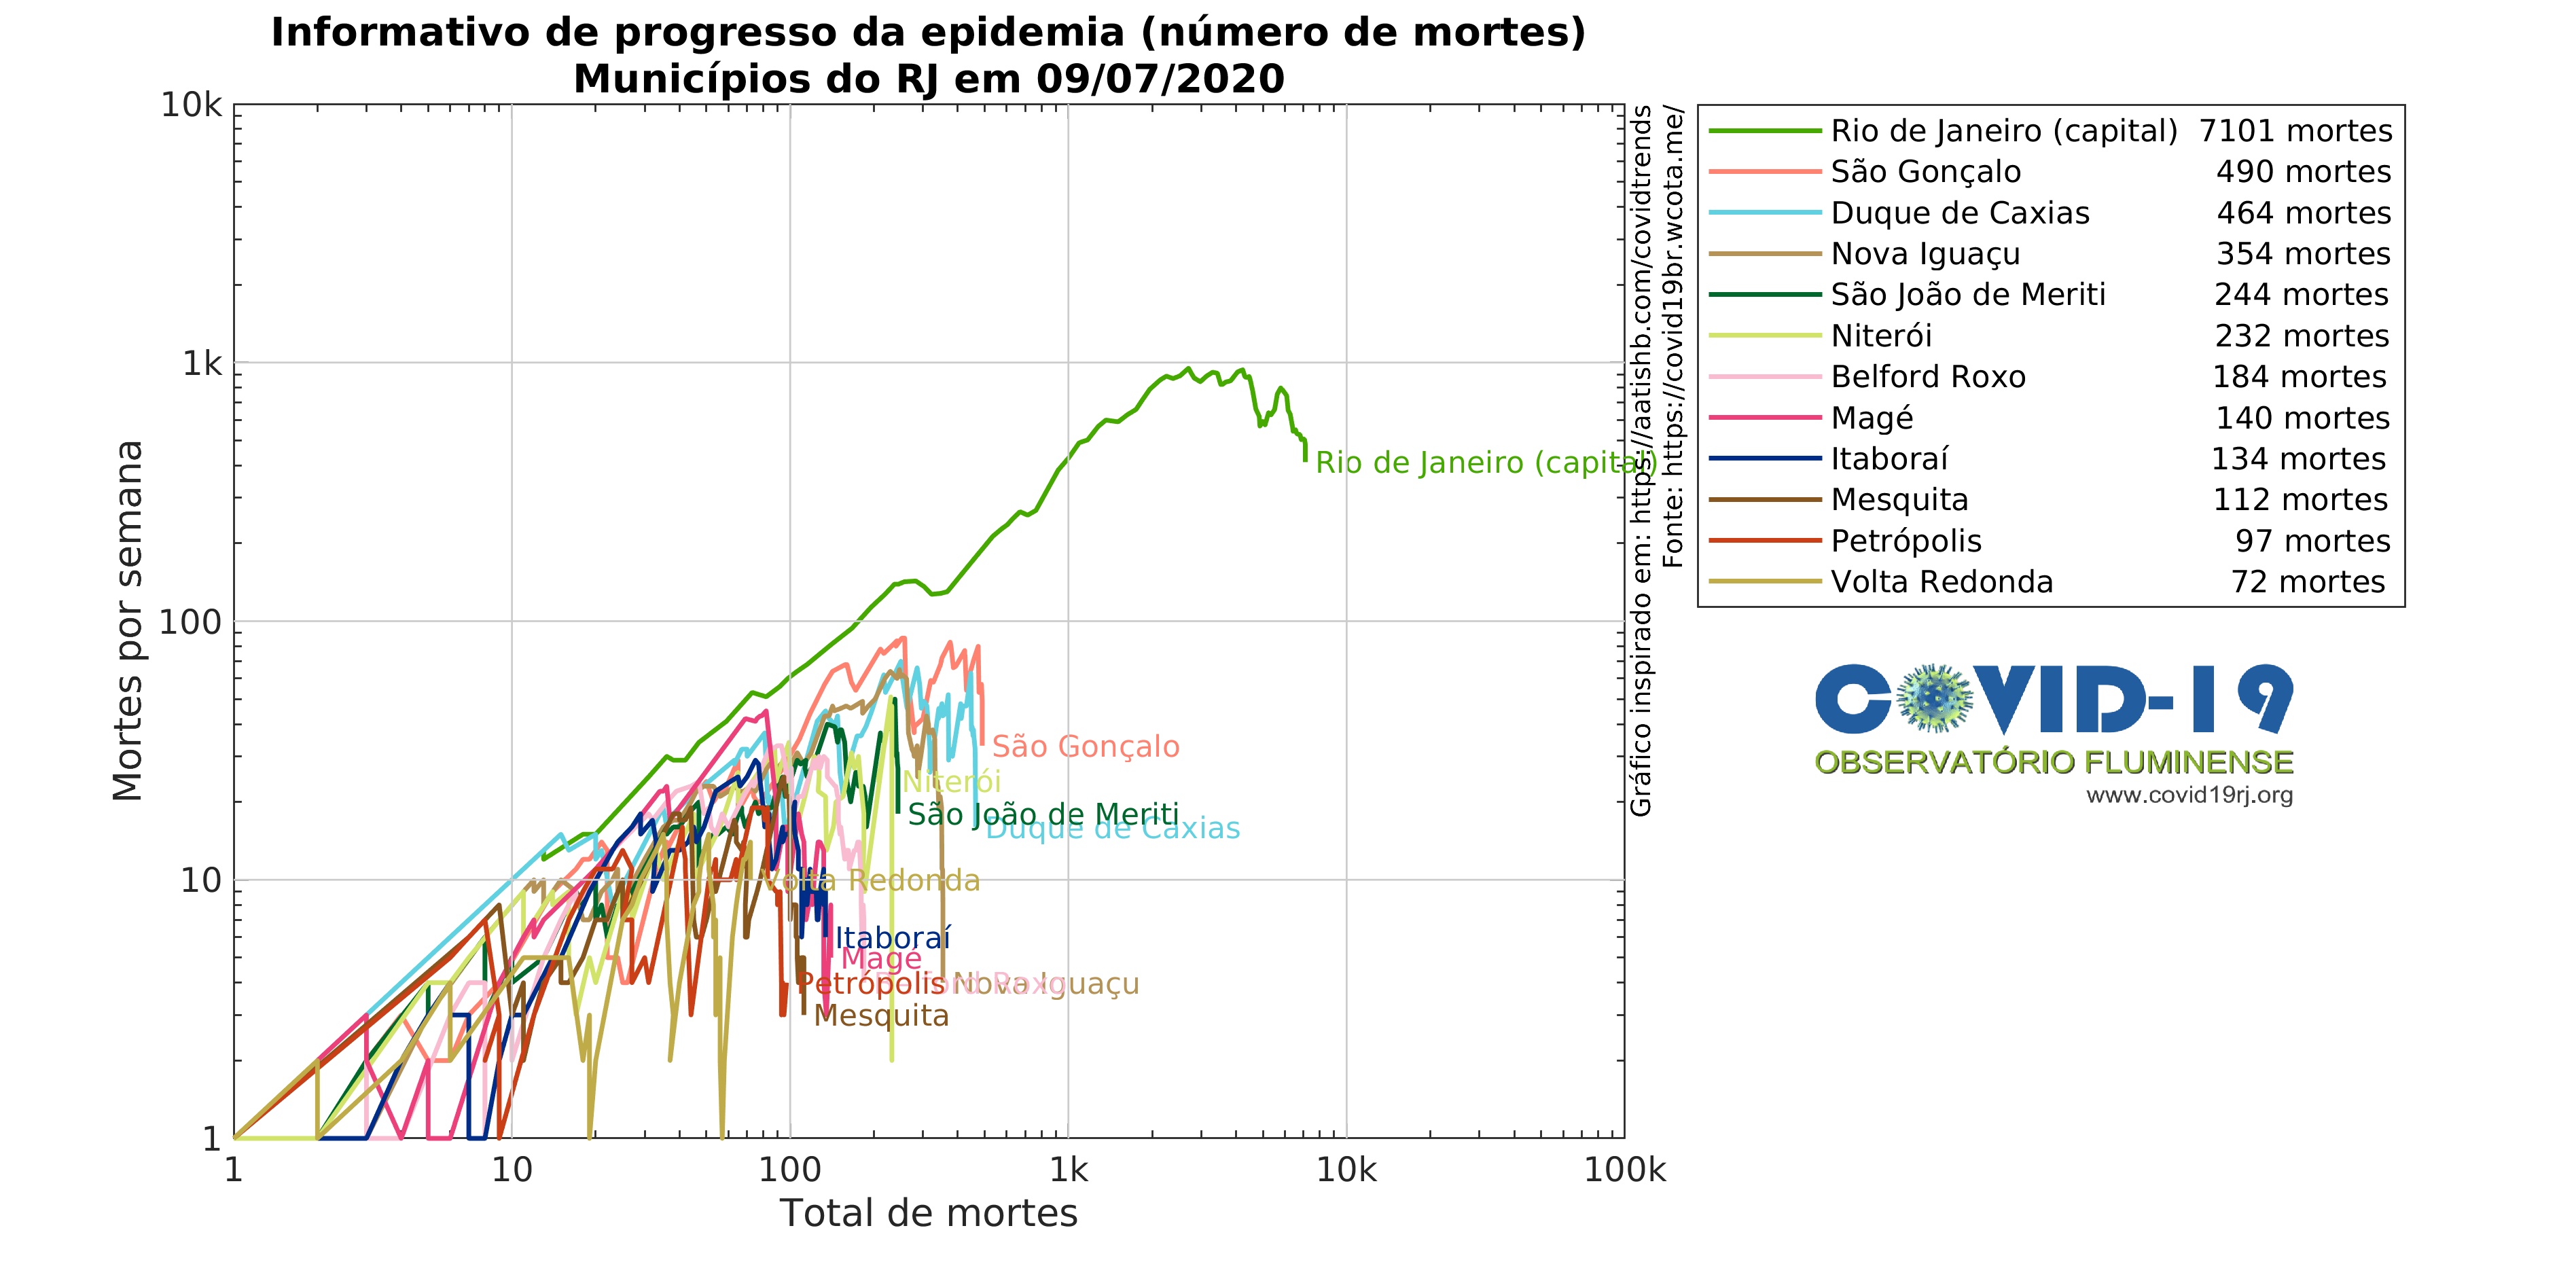 Informativo de progresso da epidemia (número de mortes)
Municípios do RJ em 09/07/2020
10k
1k
100
10
1
Mortes por semana
1
10
100
1k
10k
100k
Total de mortes
Rio de Janeiro (capital)
São Gonçalo
Niterói
São João de Meriti
Duque de Caxias
Volta Redonda
Itaboraí
Magé
Petrópolis
Belford Roxo
Nova Iguaçu
Mesquita
Gráfico inspirado em: https://aatishb.com/covidtrends
Fonte: https://covid19br.wcota.me/
Rio de Janeiro (capital) 7101 mortes
São Gonçalo 490 mortes
Duque de Caxias 464 mortes
Nova Iguaçu 354 mortes
São João de Meriti 244 mortes
Niterói 232 mortes
Belford Roxo 184 mortes
Magé 140 mortes
Itaboraí 134 mortes
Mesquita 112 mortes
Petrópolis 97 mortes
Volta Redonda 72 mortes
COVID-19
OBSERVATÓRIO FLUMINENSE
www.covid19rj.org